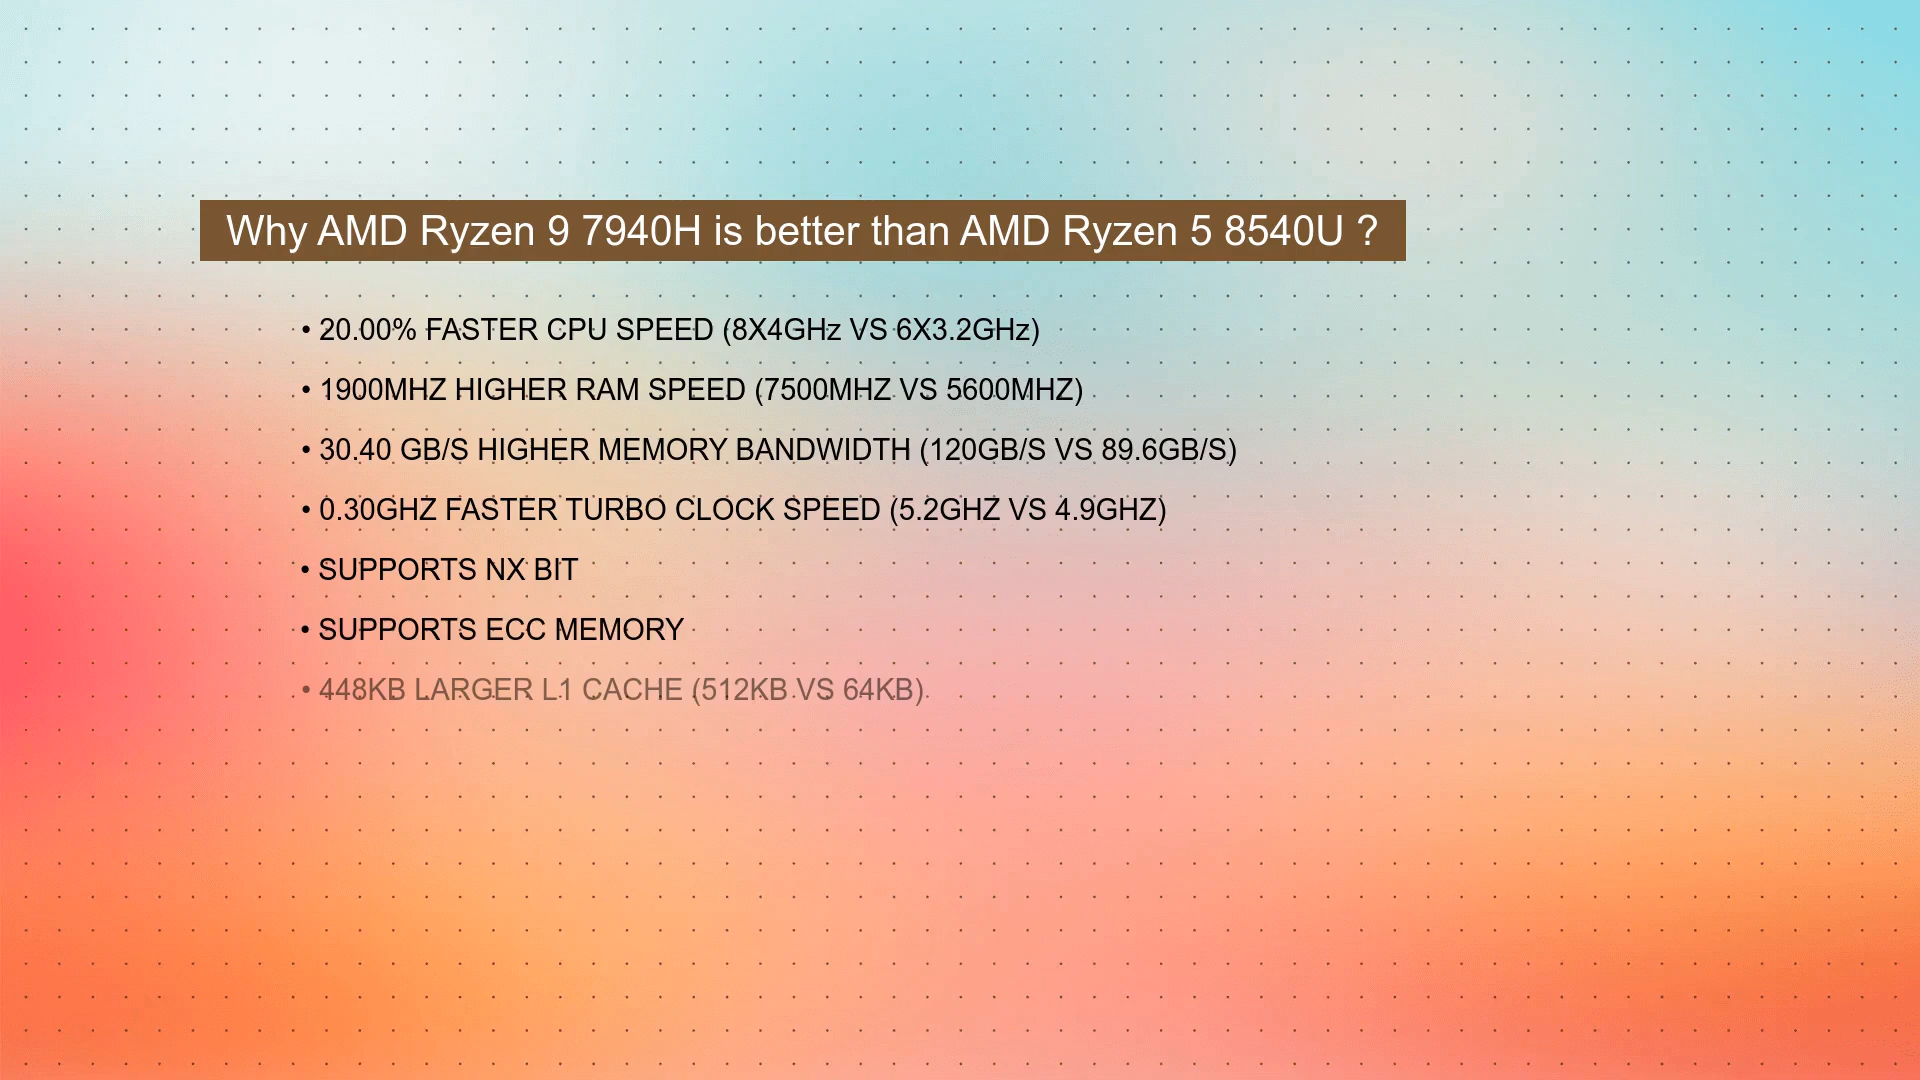 Why AMD Ryzen 9 7940H is better than AMD Ryzen 5 8540U ?
• 20.00% FASTER CPU SPEED (8X4GHz VS 6X3.2GHz)
• 1900MHZ HIGHER RAM SPEED (7500MHZ VS 5600MHZ)
• 30.40 GB/S HIGHER MEMORY BANDWIDTH (120GB/S VS 89.6GB/S)
• 0.30GHZ FASTER TURBO CLOCK SPEED (5.2GHZ VS 4.9GHZ)
• SUPPORTS NX BIT
• SUPPORTS ECC MEMORY
• 448KB LARGER L1 CACHE (512KB VS 64KB)